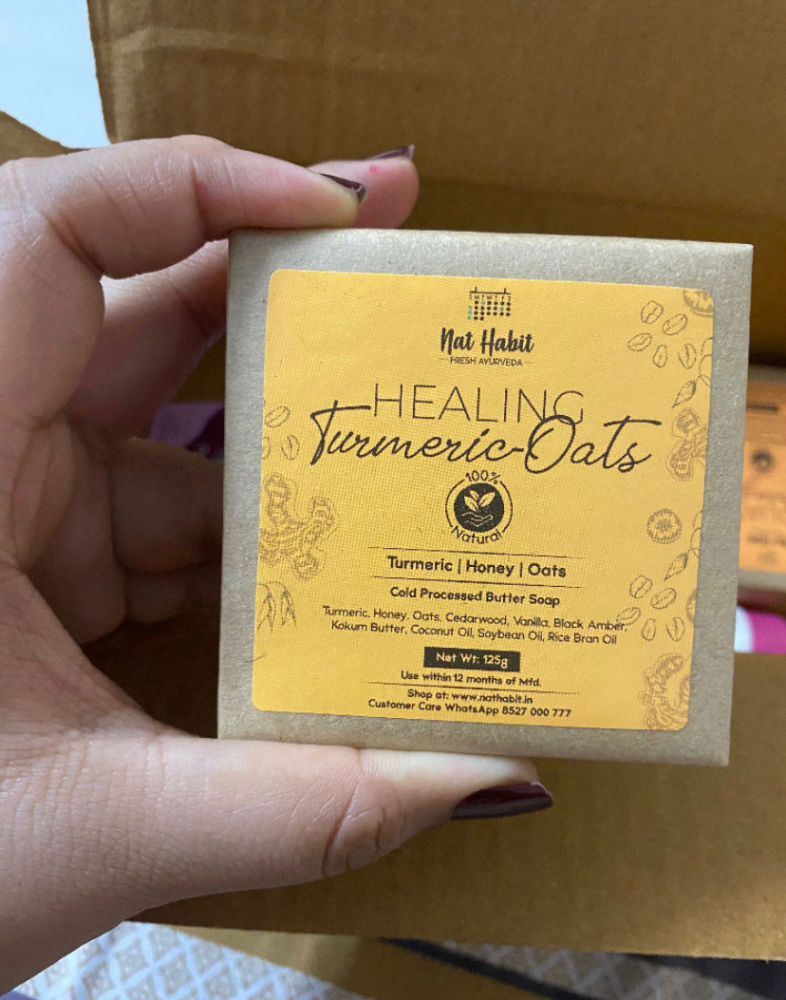 Nat Habit
FRESH AYURVEDA
HEALING
Turmeric-Oats
100%
Natural
Turmeric | Honey | Oats
Cold Processed Butter Soap
Turmeric, Honey, Oats, Cedarwood, Vanilla, Black Amber,
Kokum Butter, Coconut Oil, Soybean Oil, Rice Bran Oil
Net Wt: 125g
Use within 12 months of Mfd.
Shop at: www.nathabit.in
Customer Care WhatsApp 8527 000 777